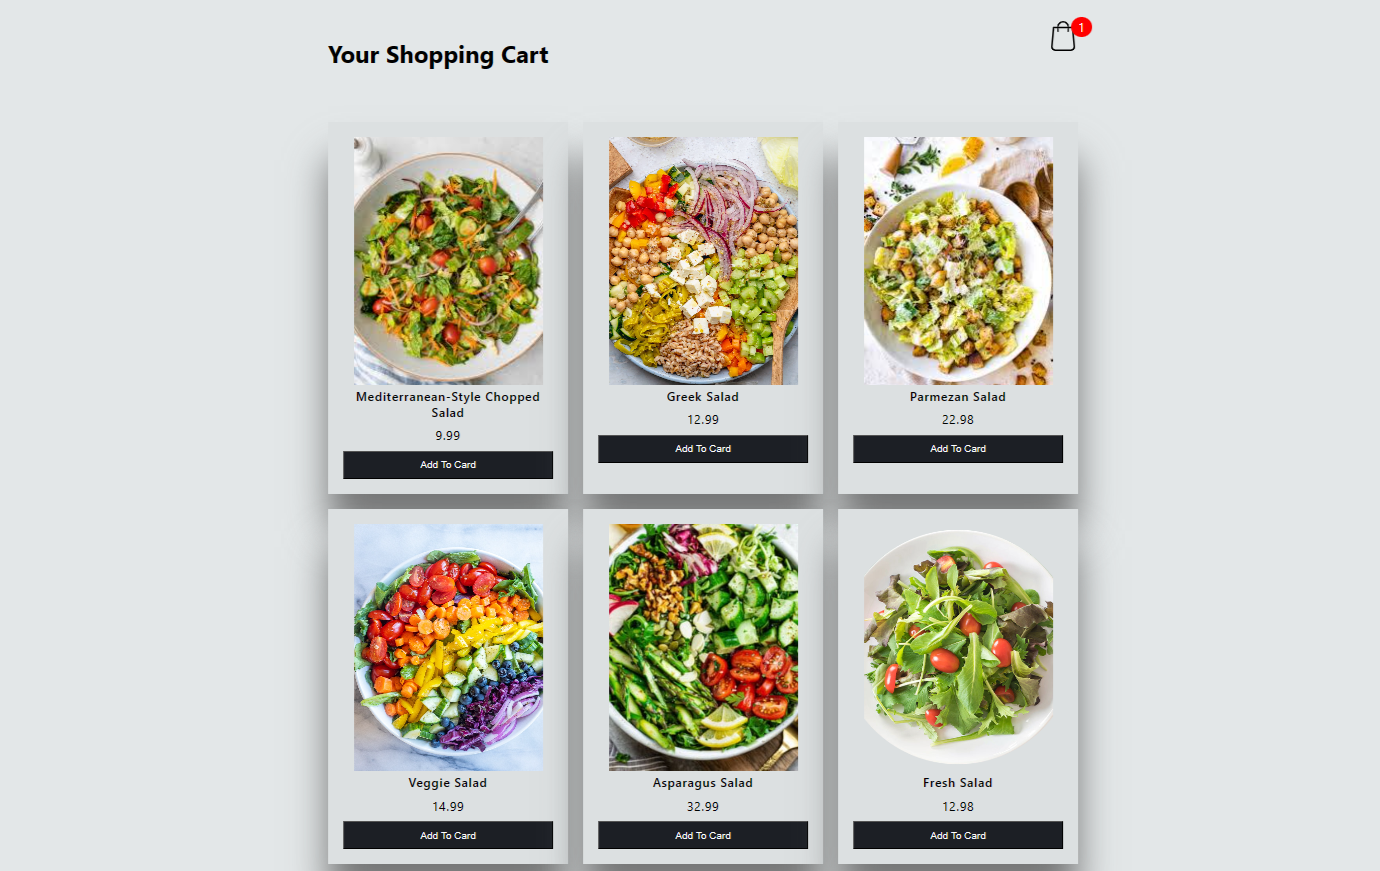 1
Your Shopping Cart
Mediterranean-Style Chopped
Salad
9.99
Add To Card
Greek Salad
12.99
Add To Card
Parmezan Salad
22.98
Add To Card
Veggie Salad
14.99
Add To Card
Asparagus Salad
32.99
Add To Card
Fresh Salad
12.98
Add To Card